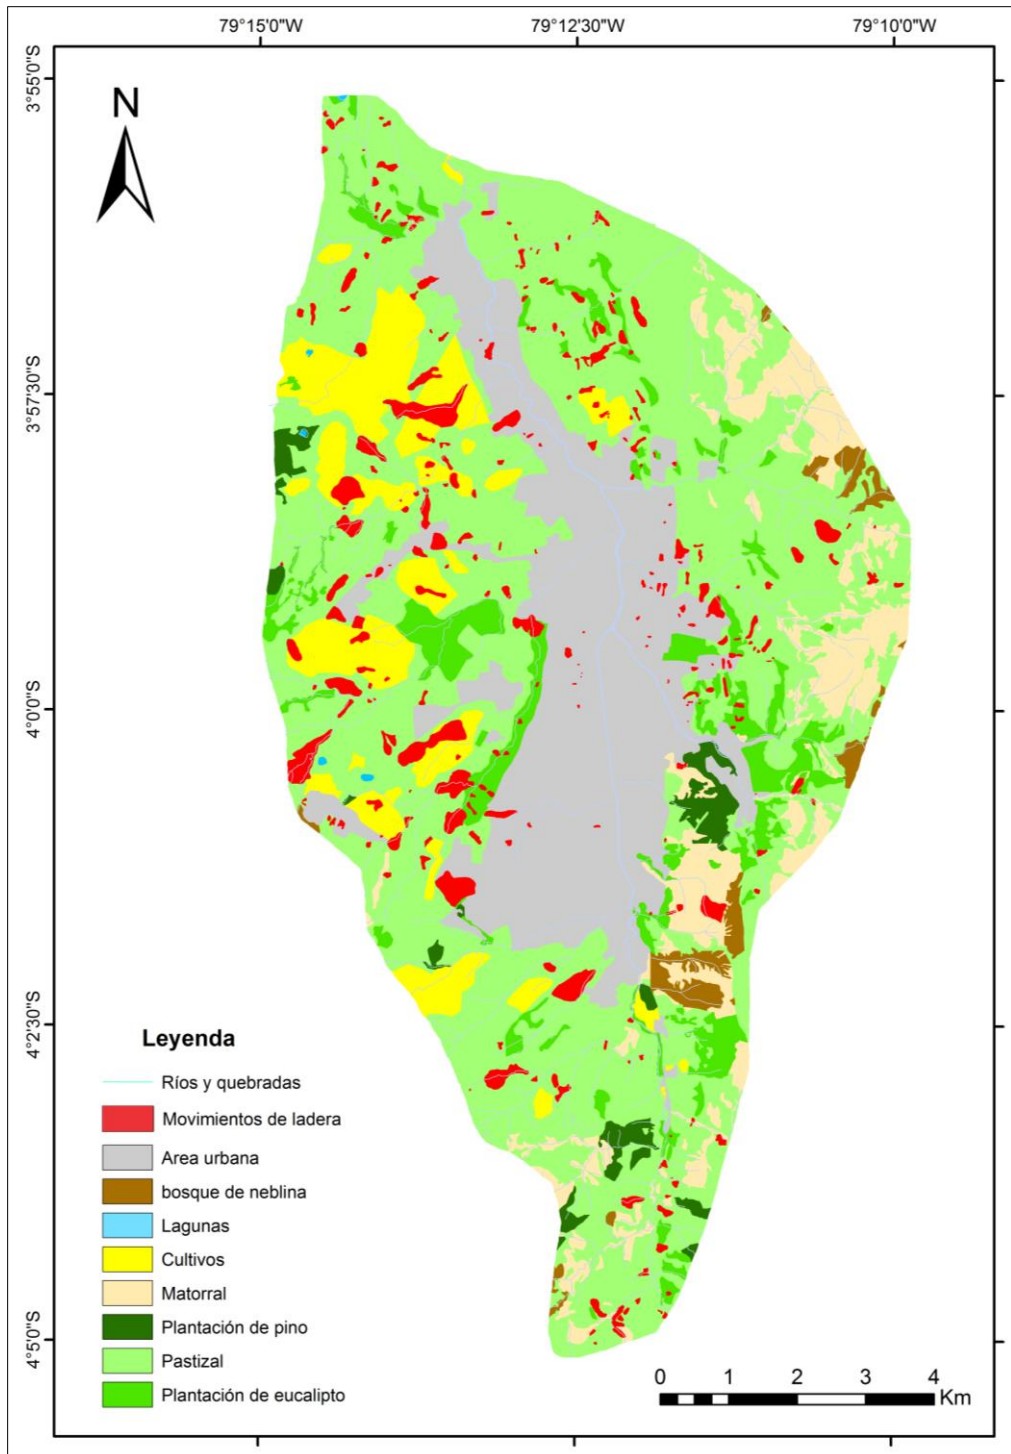 79°15'0"W
79°12'30"W
79°10'0"W
3°55'0"S
N
3°57'30"S
4°0'0"S
4°2'30"S
4°5'0"S
Leyenda
Ríos y quebradas
Movimientos de ladera
Area urbana
bosque de neblina
Lagunas
Cultivos
Matorral
Plantación de pino
Pastizal
Plantación de eucalipto
0 1 2 3 4
Km